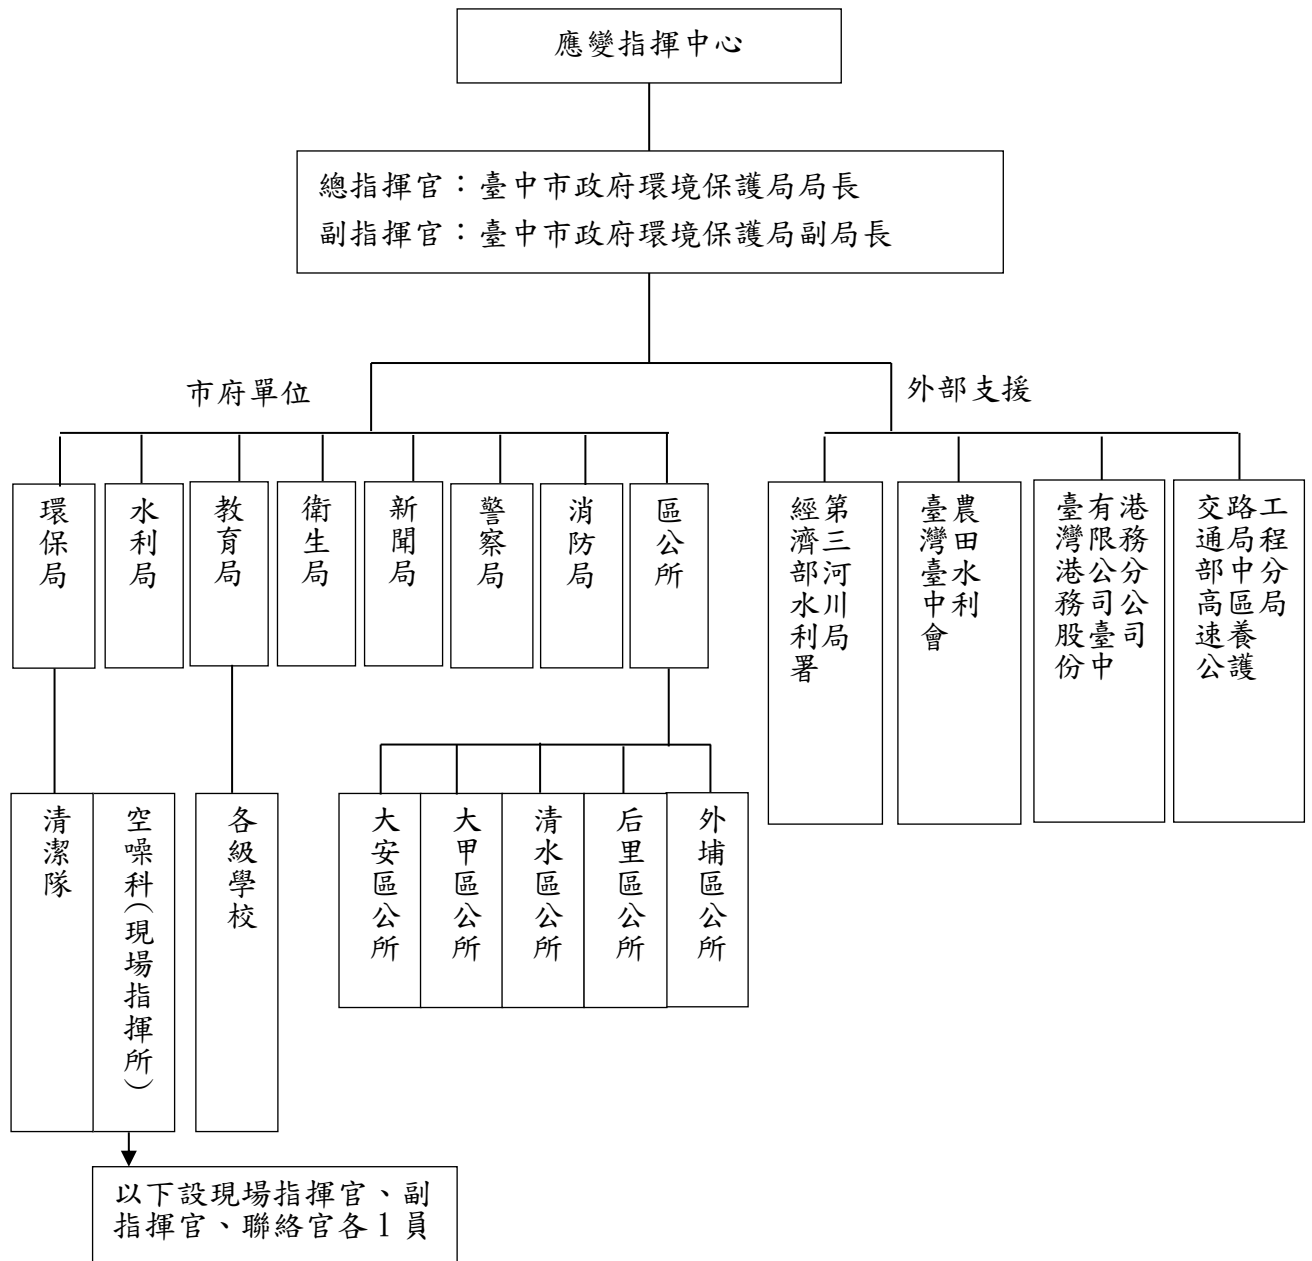 應變指揮中心
總指揮官：臺中市政府環境保護局局長
副指揮官：臺中市政府環境保護局副局長
市府單位
外部支援
環保局
水利局
教育局
衛生局
新聞局
警察局
消防局
區公所
經濟部水利署
第三河川局
臺灣臺中會
農田水利
臺灣港務股份
有限公司臺中
港務分公司
交通部高速公
路局中區養護
工程分局
清潔隊
空噪科(現場指揮所)
各級學校
大安區公所
大甲區公所
清水區公所
后里區公所
外埔區公所
以下設現場指揮官、副
指揮官、聯絡官各1員